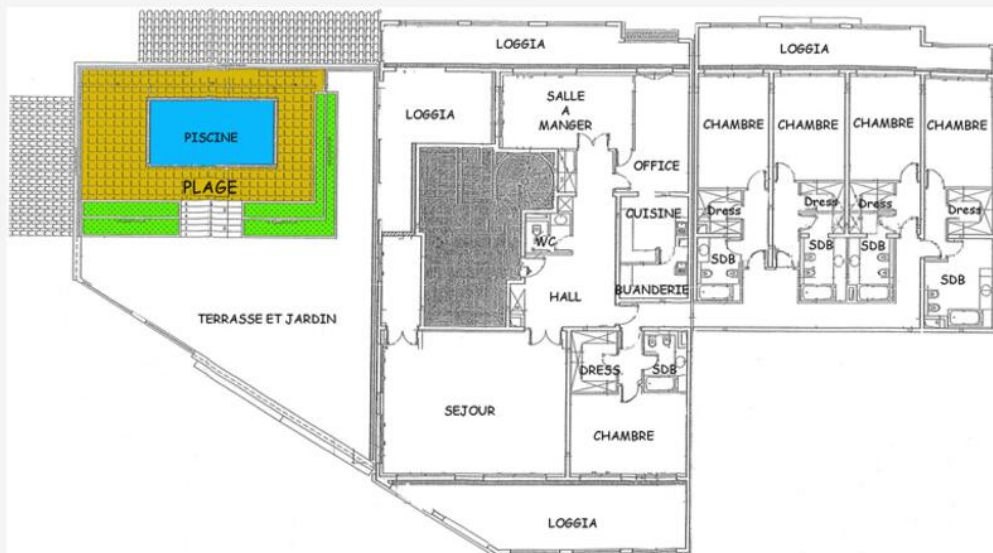 LOGGIA
LOGGIA
LOGGIA
SALLE
A
MANGER
CHAMBRE
CHAMBRE
CHAMBRE
CHAMBRE
PISCINE
OFFICE
PLAGE
CUISINE
Dress
Dress
Dress
Dress
WC
SDB
SDB
SDB
SDB
BUANDERIE
HALL
TERRASSE ET JARDIN
DRESS.
SDB
SEJOUR
CHAMBRE
LOGGIA